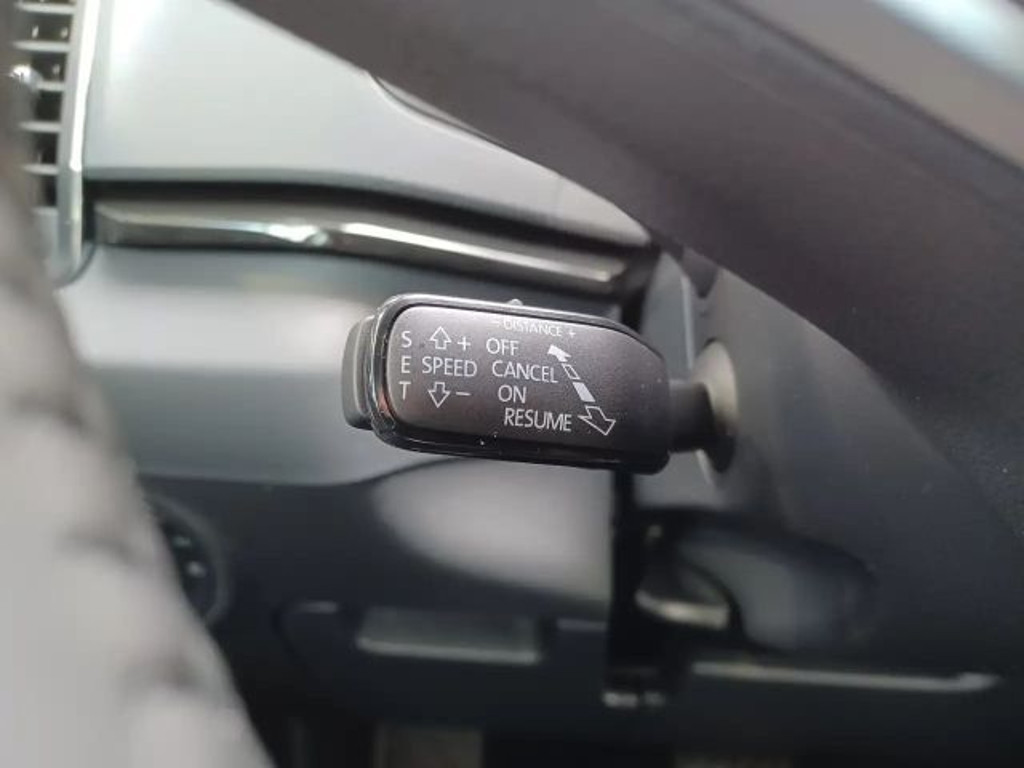 - DISTANCE +
S + OFF
E SPEED CANCEL
T - ON
RESUME